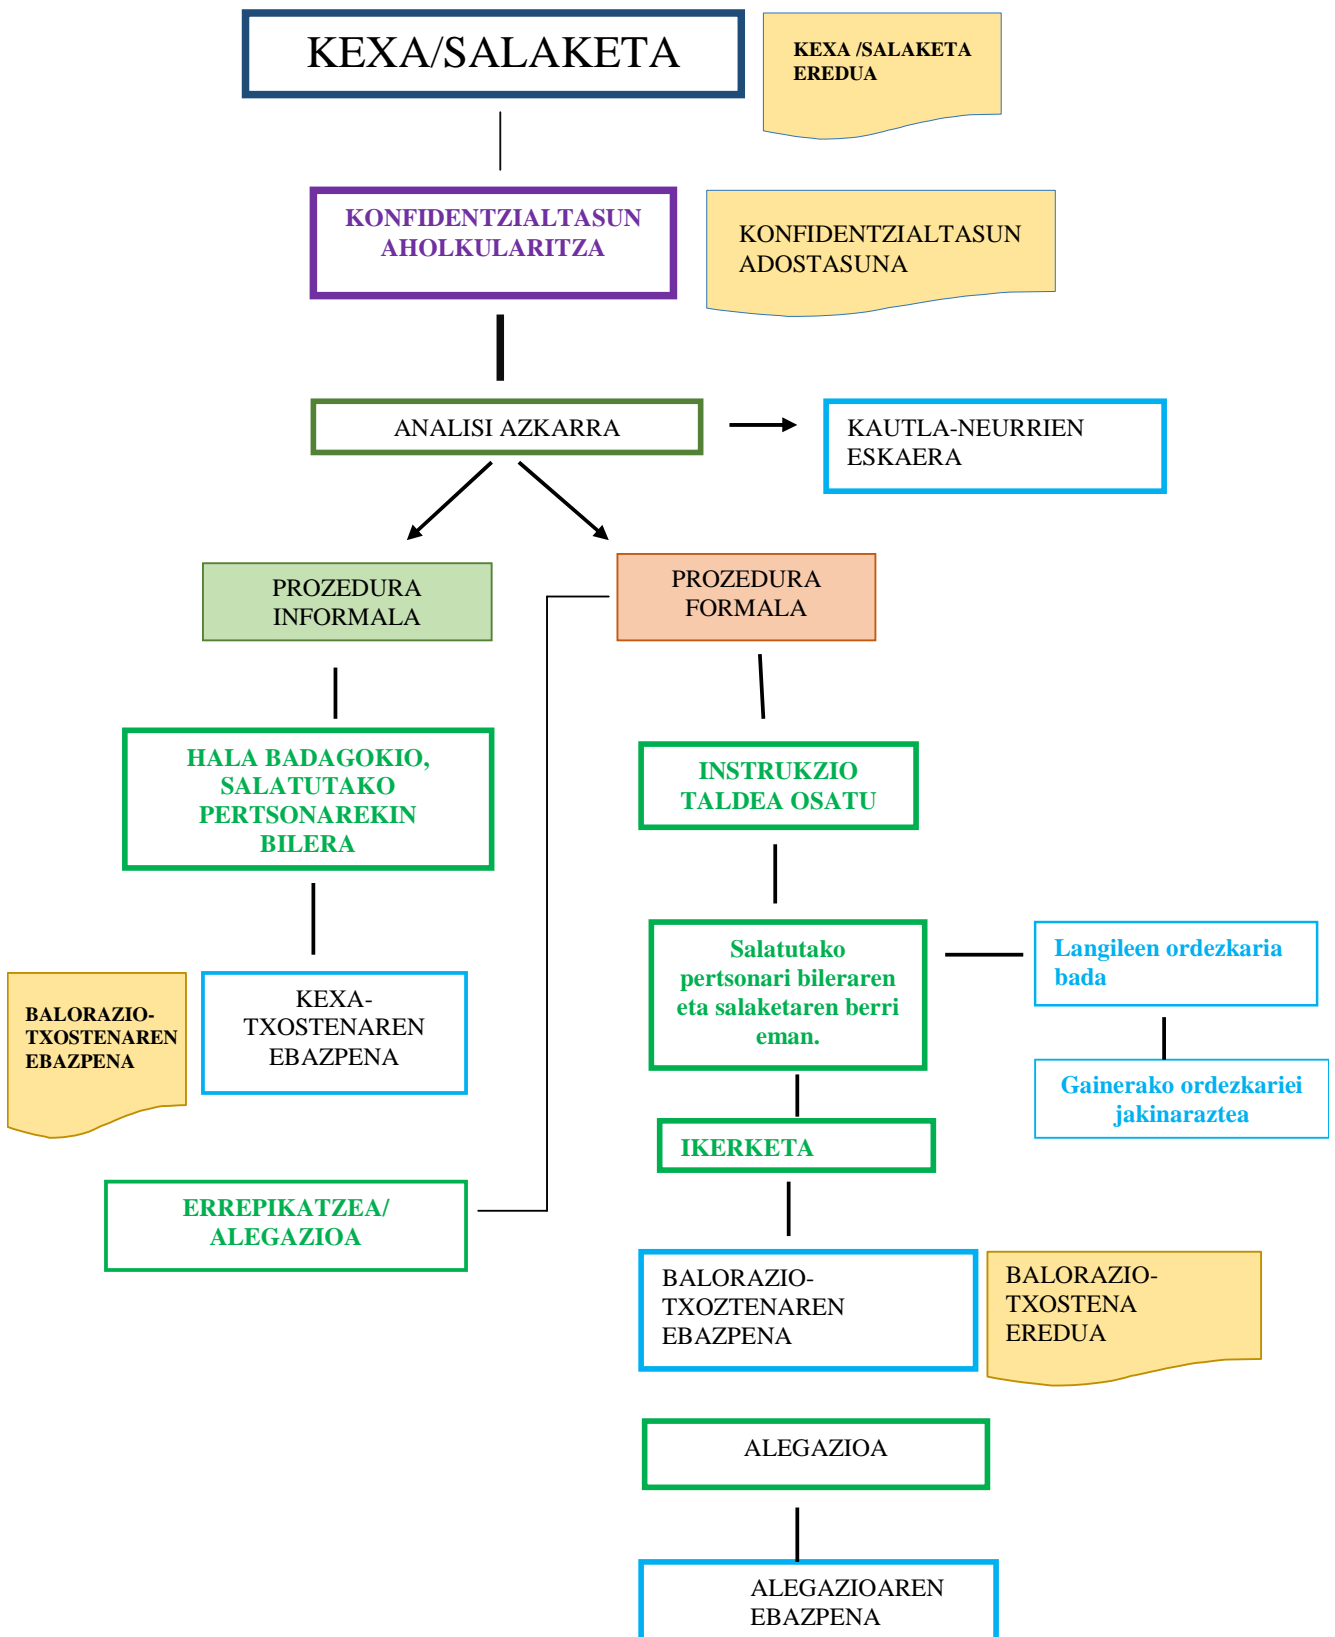 KEXA/SALAKETA
KEXA /SALAKETA
EREDUA
KONFIDENTZIALTASUN
AHOLKULARITZA
KONFIDENTZIALTASUN
ADOSTASUNA
ANALISI AZKARRA
KAUTLA-NEURRIEN
ESKAERA
PROZEDURA
INFORMALA
PROZEDURA
FORMALA
HALA BADAGOKIO,
SALATUTAKO
PERTSONAREKIN
BILERA
INSTRUKZIO
TALDEA OSATU
Salatutako
pertsonari bileraren
eta salaketaren berri
eman.
Langileen ordezkaria
bada
Gainerako ordezkariei
jakinaraztea
BALORAZIO-
TXOSTENAREN
EBAZPENA
KEXA-
TXOSTENAREN
EBAZPENA
IKERKETA
ERREPIKATZEA/
ALEGAZIOA
BALORAZIO-
TXOZTENAREN
EBAZPENA
BALORAZIO-
TXOSTENA
EREDUA
ALEGAZIOA
ALEGAZIOAREN
EBAZPENA